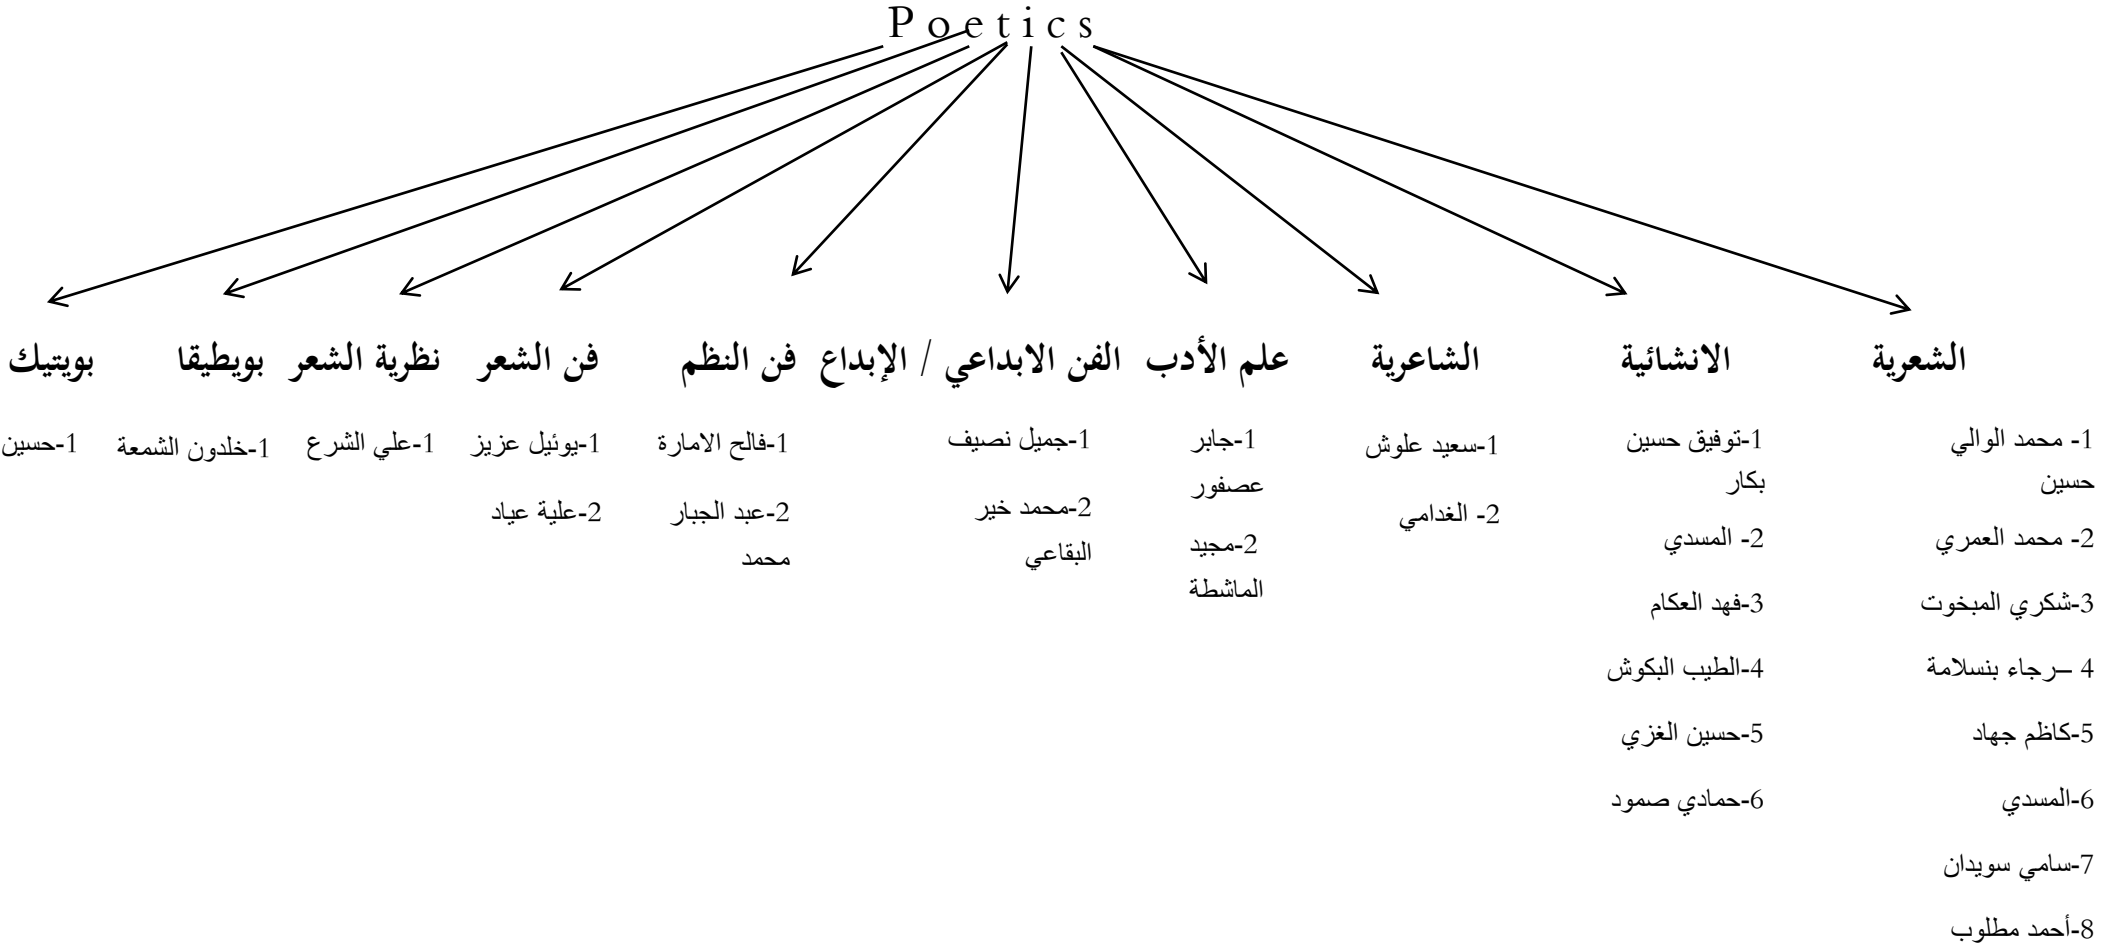 Poetics
الشعرية
الانشائية
الشاعرية
علم الأدب
الفن الابداعي / الإبداع
فن النظم
فن الشعر
نظرية الشعر
بويطيقا
بويتيك
1- محمد الوالي
حسين
2- محمد العمري
3-شكري المبخوت
4 –رجاء بنسلامة
5-كاظم جهاد
6-المسدي
7-سامي سويدان
8-أحمد مطلوب
1-توفيق حسين
بكار
2- المسدي
3-فهد العكام
4-الطيب البكوش
5-حسين الغزي
6-حمادي صمود
1-سعيد علوش
2- الغدامي
1-جابر
عصفور
2-مجيد
الماشطة
1-جميل نصيف
2-محمد خير
البقاعي
1-فالح الامارة
2-عبد الجبار
محمد
1-يوئيل عزيز
2-علية عياد
1-علي الشرع
1-خلدون الشمعة
1-حسين